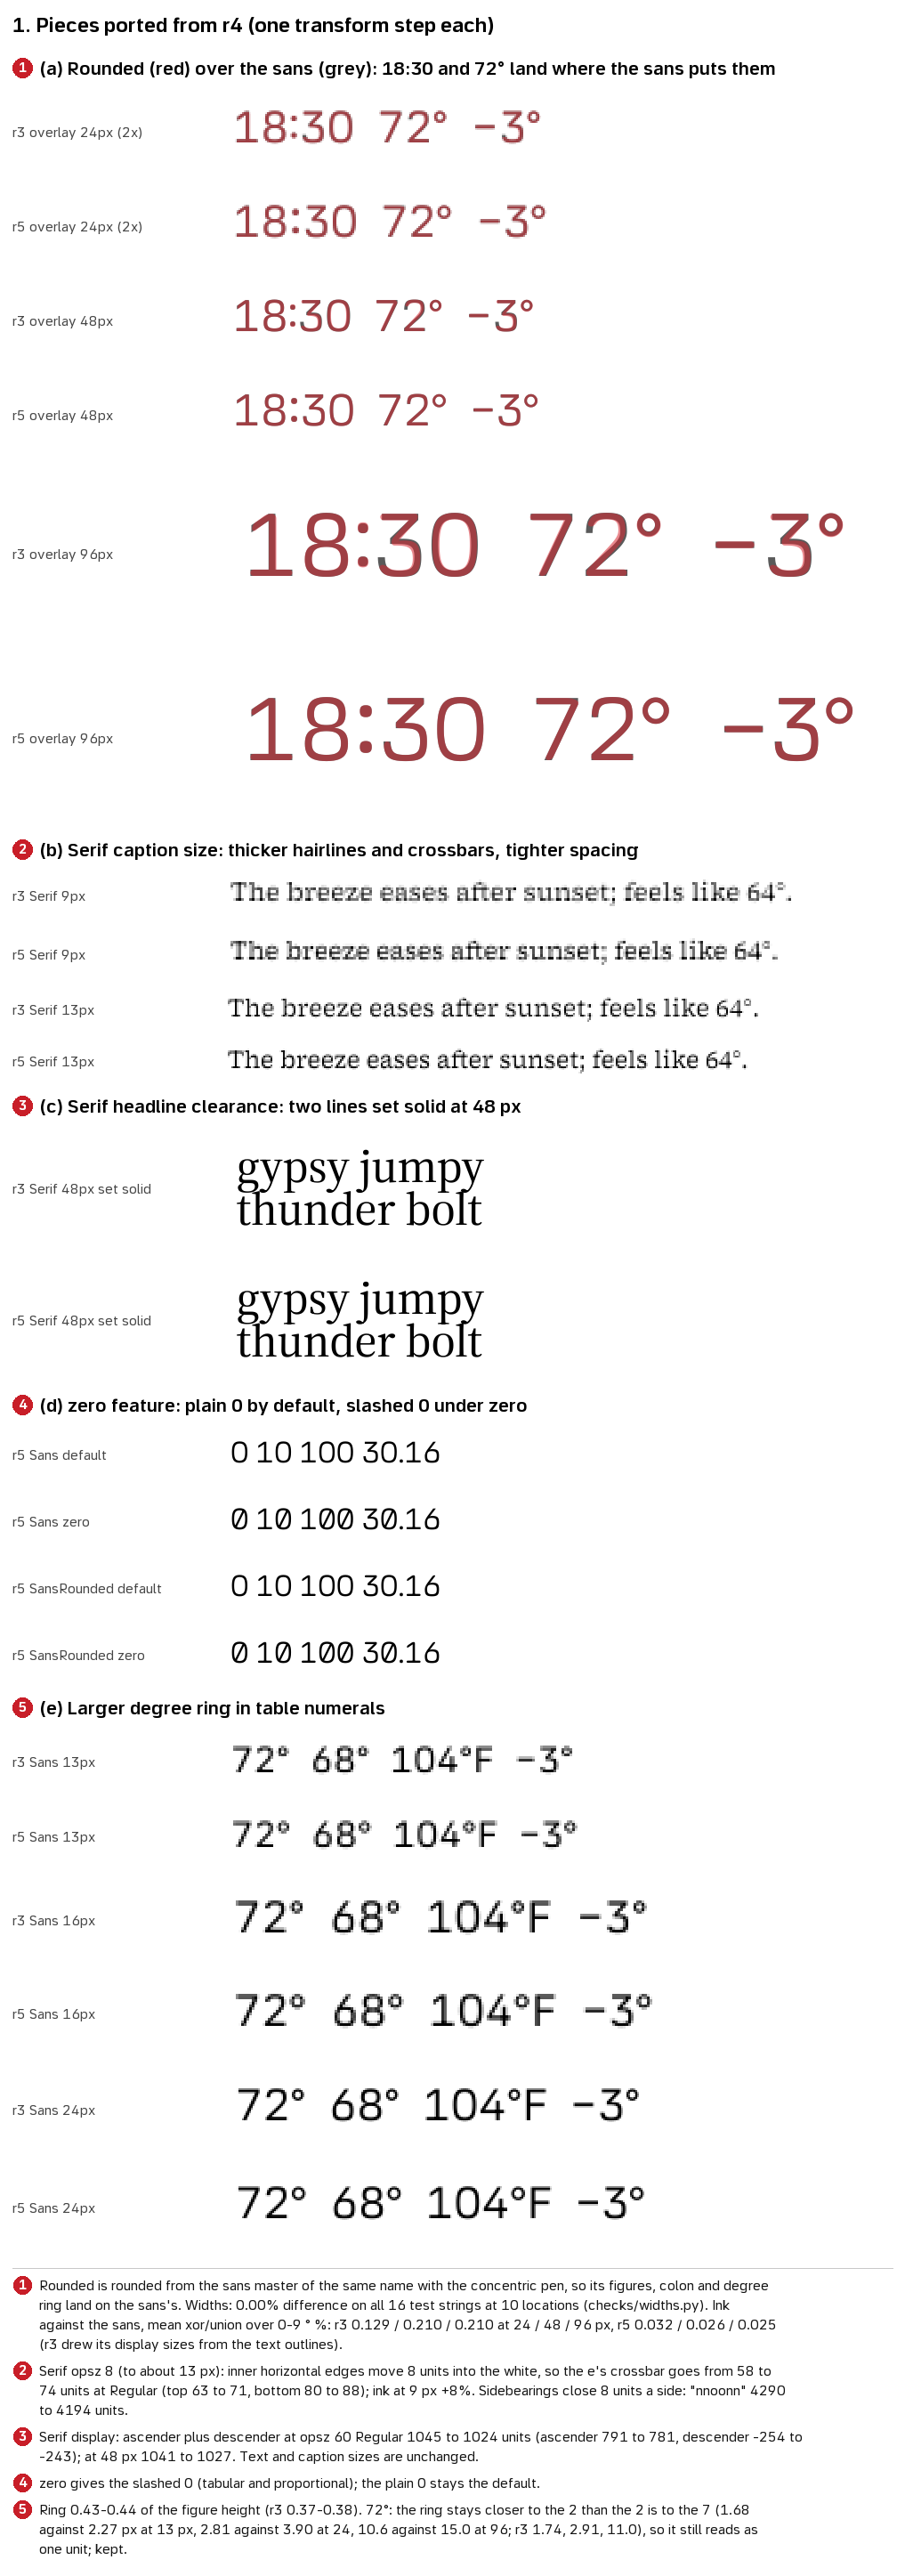 1. Pieces ported from r4 (one transform step each)
1 (a) Rounded (red) over the sans (grey): 18:30 and 72° land where the sans puts them
r3 overlay 24px (2x) 18:30 72° −3°
r5 overlay 24px (2x) 18:30 72° −3°
r3 overlay 48px 18:30 72° −3°
r5 overlay 48px 18:30 72° −3°
r3 overlay 96px 18:30 72° −3°
r5 overlay 96px 18:30 72° −3°
2 (b) Serif caption size: thicker hairlines and crossbars, tighter spacing
r3 Serif 9px The breeze eases after sunset; feels like 64°.
r5 Serif 9px The breeze eases after sunset; feels like 64°.
r3 Serif 13px The breeze eases after sunset; feels like 64°.
r5 Serif 13px The breeze eases after sunset; feels like 64°.
3 (c) Serif headline clearance: two lines set solid at 48 px
r3 Serif 48px set solid
gypsy jumpy
thunder bolt
r5 Serif 48px set solid
gypsy jumpy
thunder bolt
4 (d) zero feature: plain 0 by default, slashed 0 under zero
r5 Sans default 0 10 100 30.16
r5 Sans zero 0 10 100 30.16
r5 SansRounded default 0 10 100 30.16
r5 SansRounded zero 0 10 100 30.16
5 (e) Larger degree ring in table numerals
r3 Sans 13px 72° 68° 104°F −3°
r5 Sans 13px 72° 68° 104°F −3°
r3 Sans 16px 72° 68° 104°F −3°
r5 Sans 16px 72° 68° 104°F −3°
r3 Sans 24px 72° 68° 104°F −3°
r5 Sans 24px 72° 68° 104°F −3°
1 Rounded is rounded from the sans master of the same name with the concentric pen, so its figures, colon and degree
ring land on the sans's. Widths: 0.00% difference on all 16 test strings at 10 locations (checks/widths.py). Ink
against the sans, mean xor/union over 0-9 ° %: r3 0.129 / 0.210 / 0.210 at 24 / 48 / 96 px, r5 0.032 / 0.026 / 0.025
(r3 drew its display sizes from the text outlines).
2 Serif opsz 8 (to about 13 px): inner horizontal edges move 8 units into the white, so the e's crossbar goes from 58 to
74 units at Regular (top 63 to 71, bottom 80 to 88); ink at 9 px +8%. Sidebearings close 8 units a side: "nnoonn" 4290
to 4194 units.
3 Serif display: ascender plus descender at opsz 60 Regular 1045 to 1024 units (ascender 791 to 781, descender -254 to
-243); at 48 px 1041 to 1027. Text and caption sizes are unchanged.
4 zero gives the slashed 0 (tabular and proportional); the plain 0 stays the default.
5 Ring 0.43-0.44 of the figure height (r3 0.37-0.38). 72°: the ring stays closer to the 2 than the 2 is to the 7 (1.68
against 2.27 px at 13 px, 2.81 against 3.90 at 24, 10.6 against 15.0 at 96; r3 1.74, 2.91, 11.0), so it still reads as
one unit; kept.